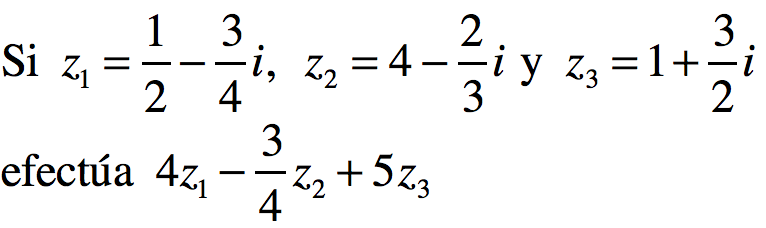 Si z₁ = 1/2 − 3/4 i, z₂ = 4 − 2/3 i y z₃ = 1 + 3/2 i
efectúa 4z₁ − 3/4 z₂ + 5z₃